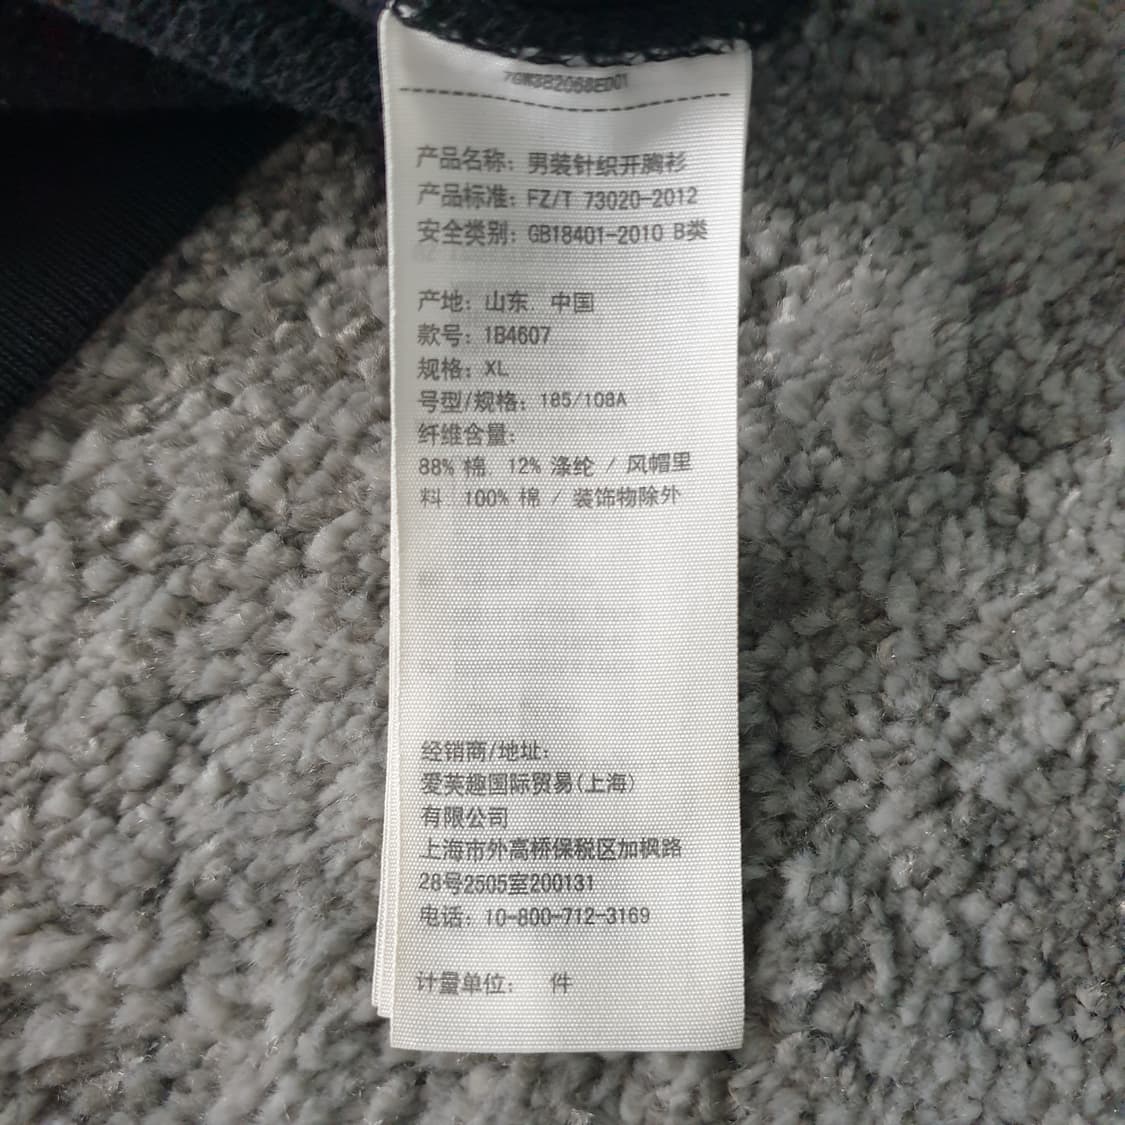 产品名称：男装针织开胸衫
产品标准：FZ/T 73020-2012
安全类别：GB18401-2010 B类
产地：山东，中国
款号：1B4607
规格：XL
号型/规格：185/108A
纤维含量：
88% 棉，12% 涤纶 / 风帽里
料 100% 棉 / 装饰物除外
经销商/地址：
爱芙趣国际贸易(上海)
有限公司
上海市外高桥保税区加枫路
28号2505室200131
电话：10-800-712-3169
计量单位： 件